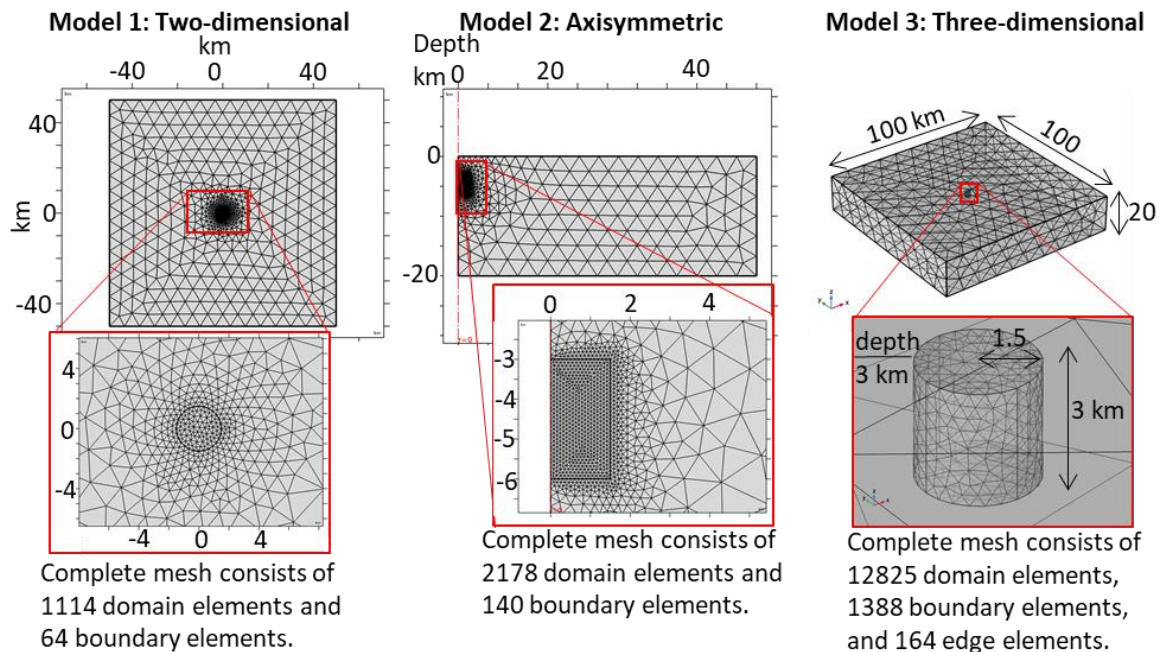 Model 1: Two-dimensional
km
-40 0 40
40
km
0
-40
4
0
-4
-4 0 4
Complete mesh consists of
1114 domain elements and
64 boundary elements.
Model 2: Axisymmetric
Depth
km 0 20 40
0
-20
0 2 4
-3
-4
-5
-6
Complete mesh consists of
2178 domain elements and
140 boundary elements.
Model 3: Three-dimensional
100 km
100
20
depth
3 km
1.5
3 km
Complete mesh consists of
12825 domain elements,
1388 boundary elements,
and 164 edge elements.